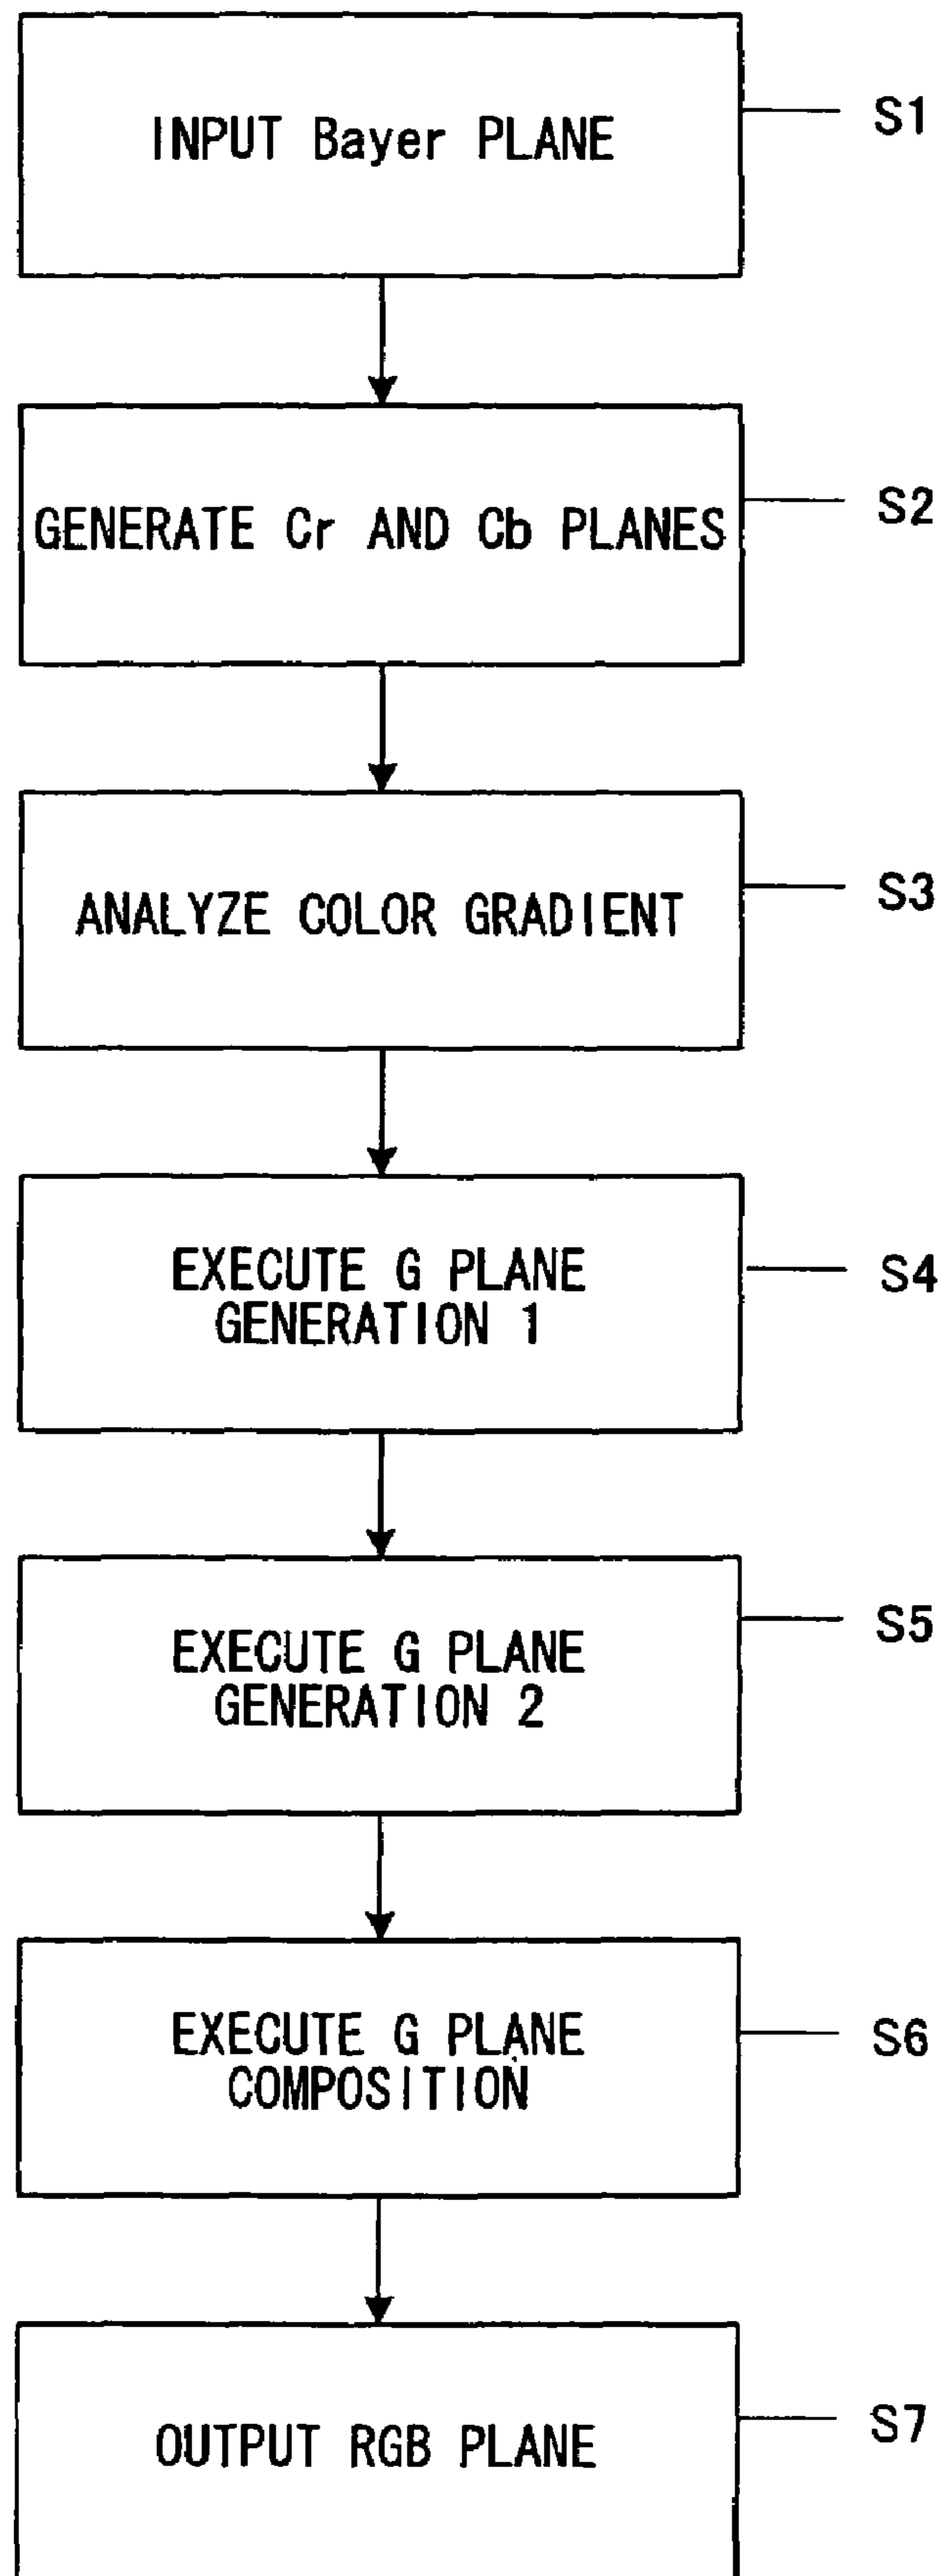 INPUT Bayer PLANE
S1
GENERATE Cr AND Cb PLANES
S2
ANALYZE COLOR GRADIENT
S3
EXECUTE G PLANE
GENERATION 1
S4
EXECUTE G PLANE
GENERATION 2
S5
EXECUTE G PLANE
COMPOSITION
S6
OUTPUT RGB PLANE
S7